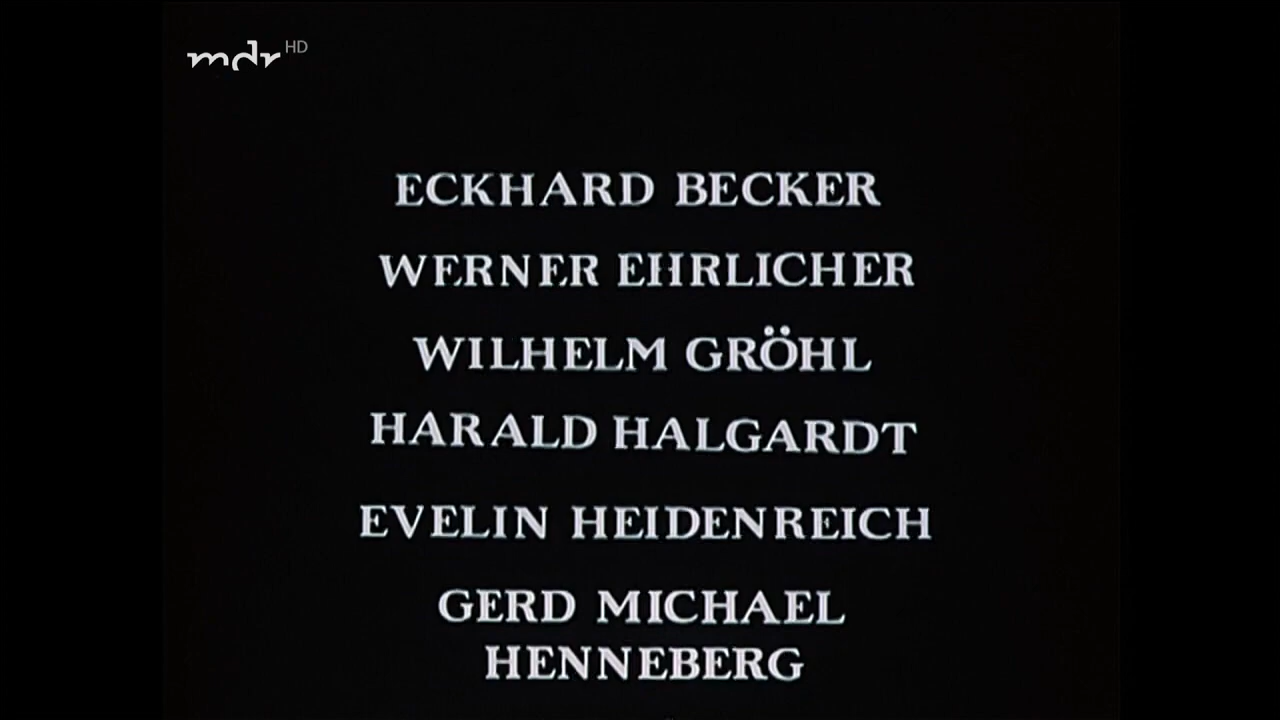 mdr HD
ECKHARD BECKER
WERNER EHRLICHER
WILHELM GRÖHL
HARALD HALGARDT
EVELIN HEIDENREICH
GERD MICHAEL
HENNEBERG